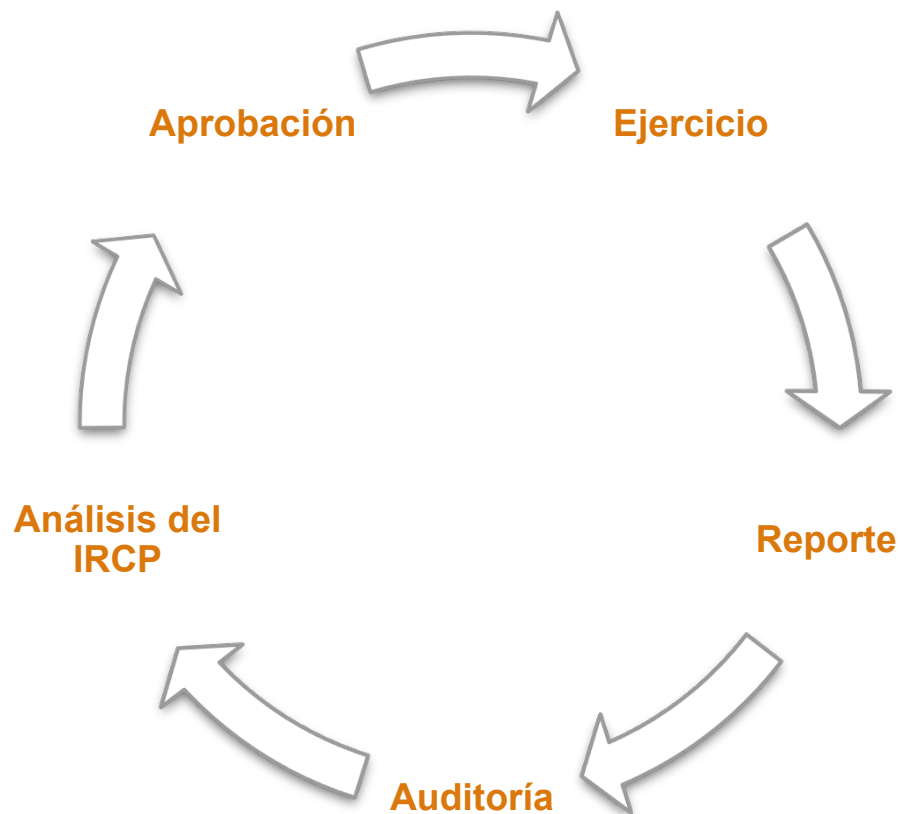 Aprobación
Ejercicio
Análisis del
IRCP
Reporte
Auditoría